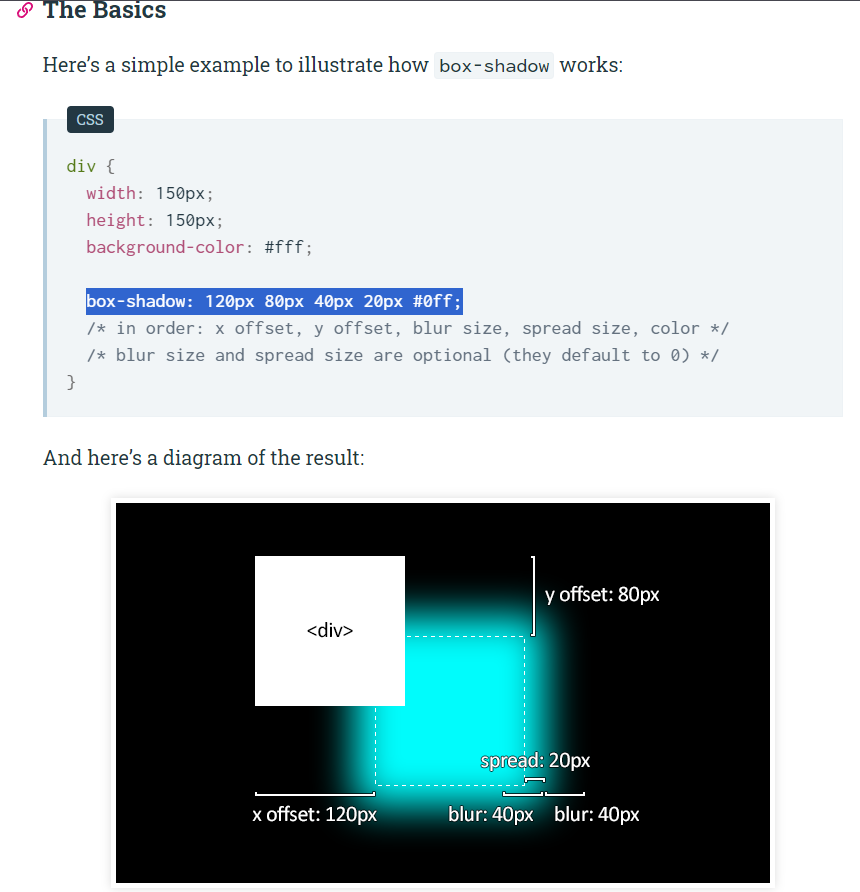 The Basics
Here’s a simple example to illustrate how box-shadow works:
CSS
div {
width: 150px;
height: 150px;
background-color: #fff;
box-shadow: 120px 80px 40px 20px #0ff;
/* in order: x offset, y offset, blur size, spread size, color */
/* blur size and spread size are optional (they default to 0) */
}
And here’s a diagram of the result:
y offset: 80px
<div>
spread: 20px
x offset: 120px
blur: 40px
blur: 40px